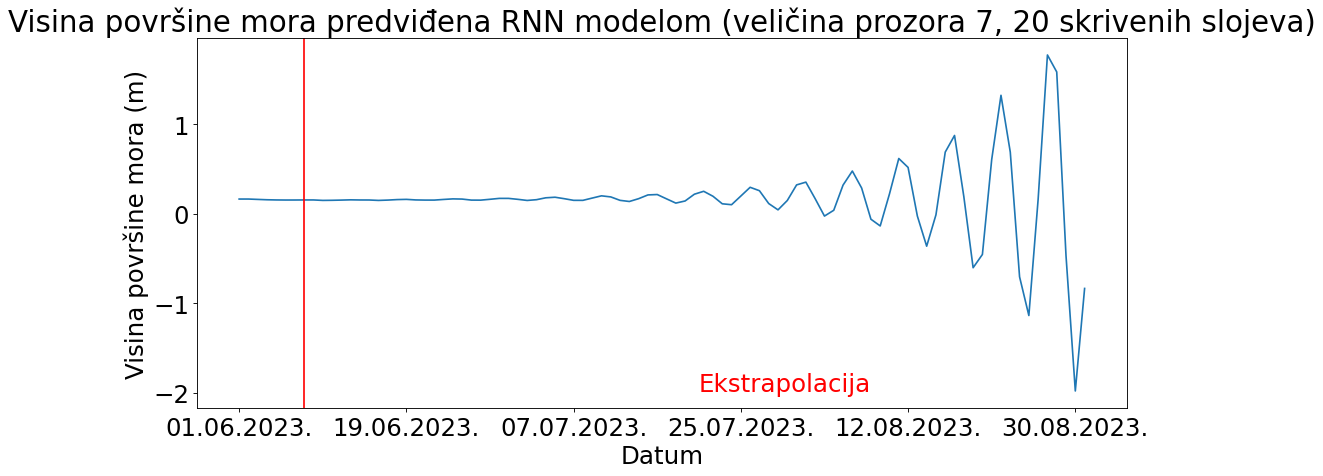 Visina površine mora predviđena RNN modelom (veličina prozora 7, 20 skrivenih slojeva)
Visina površine mora (m)
1
0
−1
−2
Ekstrapolacija
01.06.2023. 19.06.2023. 07.07.2023. 25.07.2023. 12.08.2023. 30.08.2023.
Datum